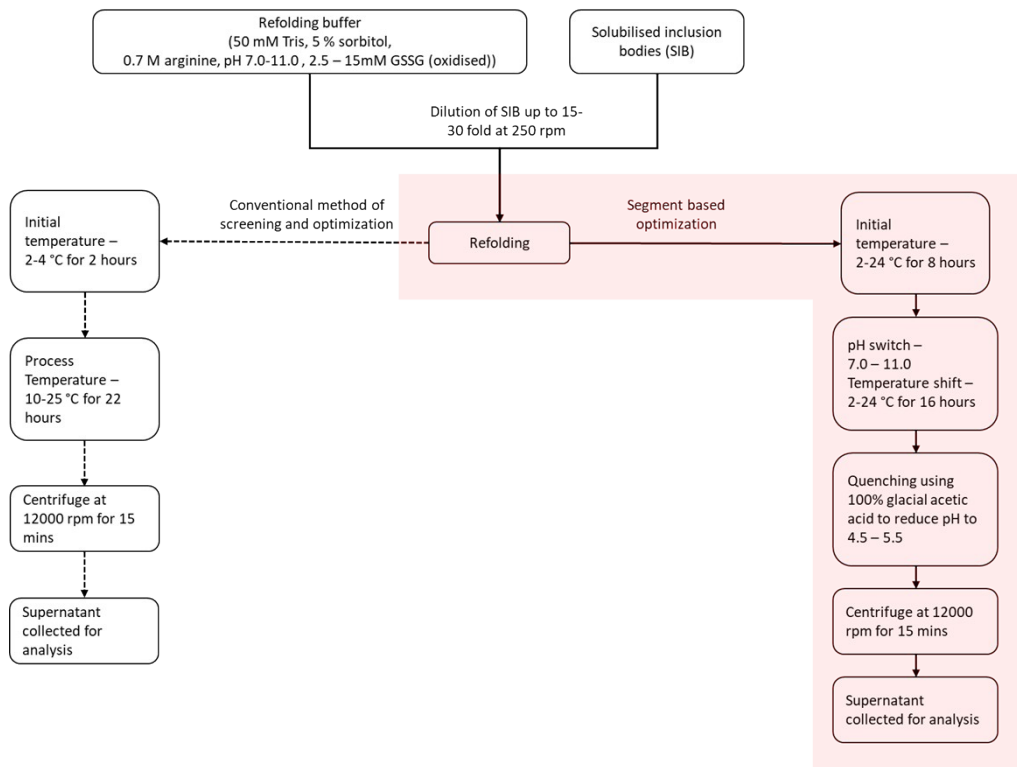 Refolding buffer
(50 mM Tris, 5 % sorbitol,
0.7 M arginine, pH 7.0-11.0 , 2.5 – 15mM GSSG (oxidised))
Solubilised inclusion
bodies (SIB)
Dilution of SIB up to 15-
30 fold at 250 rpm
Conventional method of
screening and optimization
Refolding
Segment based
optimization
Initial
temperature –
2-4 °C for 2 hours
Process
Temperature –
10-25 °C for 22
hours
Centrifuge at
12000 rpm for 15
mins
Supernatant
collected for
analysis
Initial
temperature –
2-24 °C for 8 hours
pH switch –
7.0 – 11.0
Temperature shift –
2-24 °C for 16 hours
Quenching using
100% glacial acetic
acid to reduce pH to
4.5 – 5.5
Centrifuge at 12000
rpm for 15 mins
Supernatant
collected for analysis